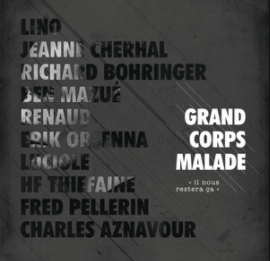 LINO
JEANNE CHERHAL
RICHARD BOHRINGER
BEN MAZUÉ
RENAUD
ERIK ORSENNA
LUCIOLE
HF THIEFAINE
FRED PELLERIN
CHARLES AZNAVOUR
GRAND
CORPS
MALADE
« il nous
restera ça »